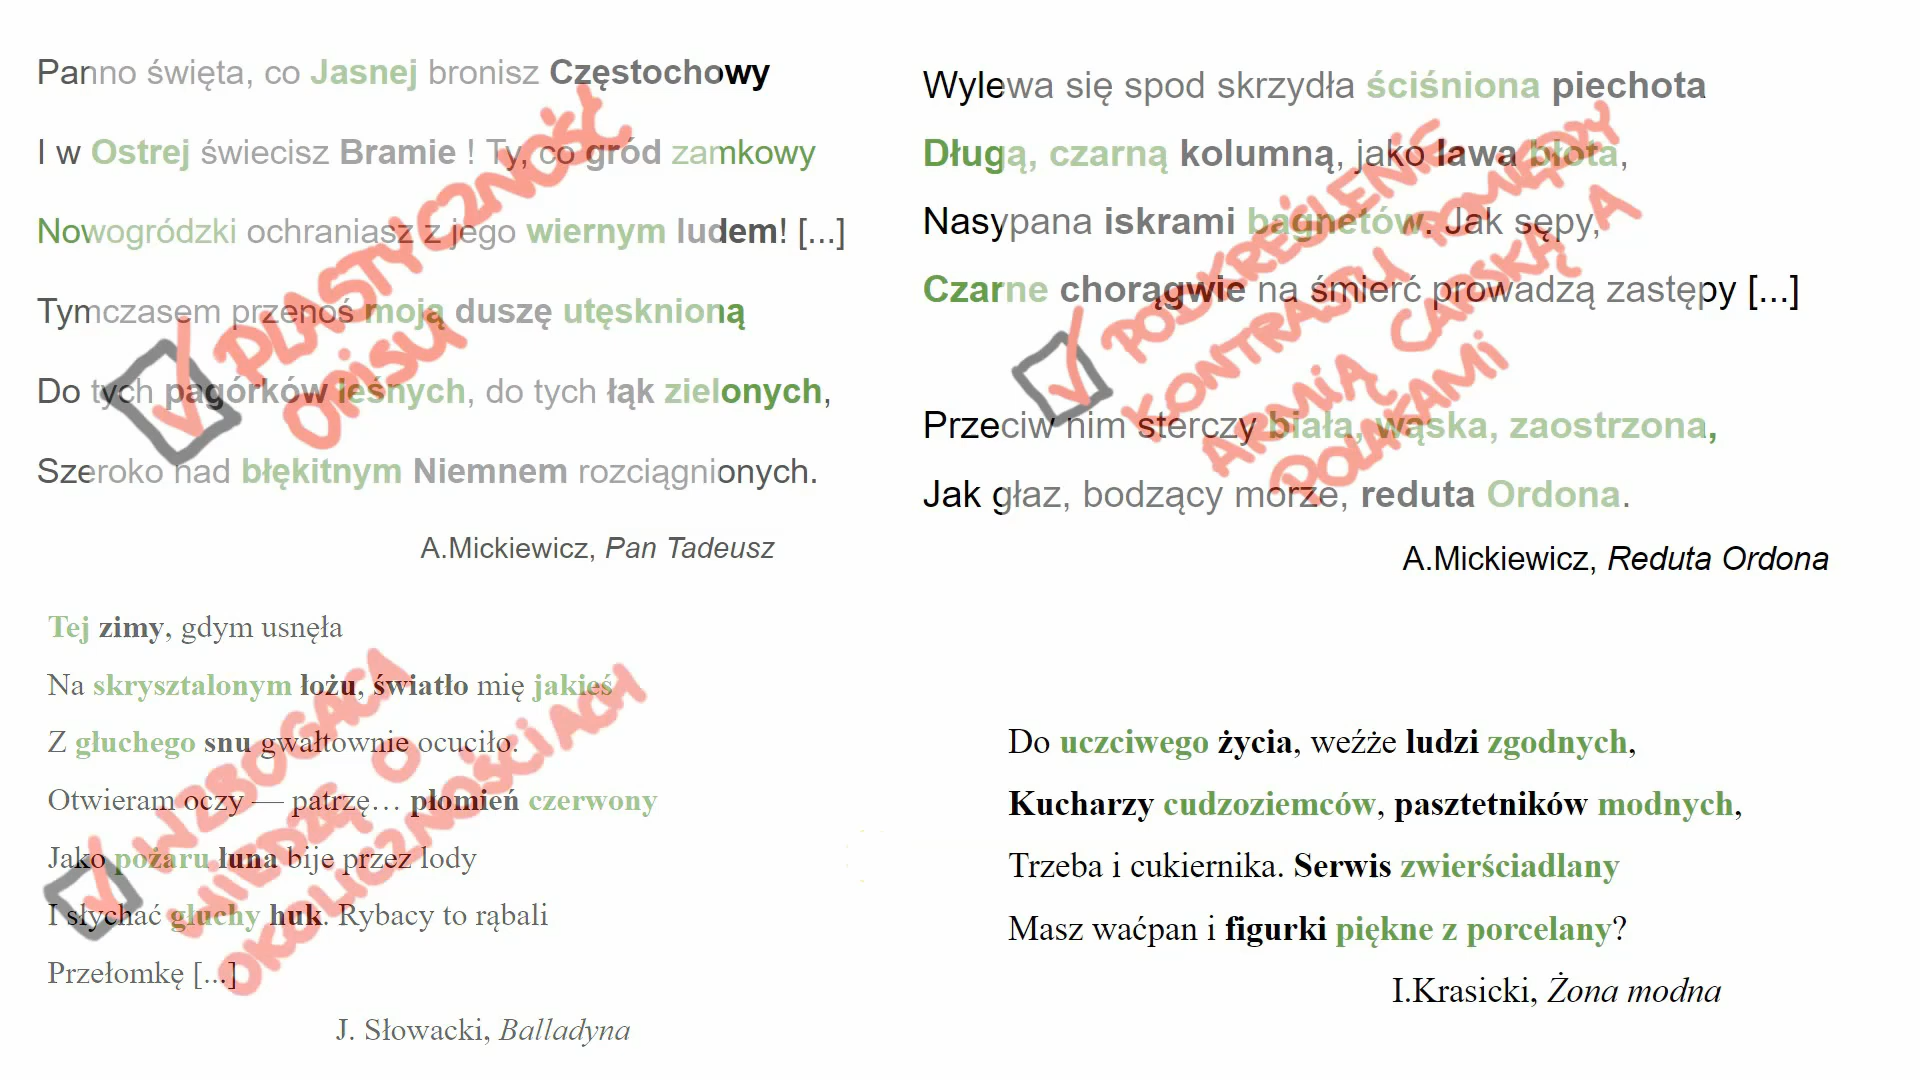 Panno święta, co Jasnej bronisz Częstochowy
I w Ostrej świecisz Bramie ! Ty, co gród zamkowy
Nowogródzki ochraniasz z jego wiernym ludem! [...]
Tymczasem przenoś moją duszę utęsknioną
Do tych pagórków leśnych, do tych łąk zielonych,
Szeroko nad błękitnym Niemnem rozciągnionych.
A.Mickiewicz, Pan Tadeusz
PLASTYCZNOŚĆ
OPISU
Wylewa się spod skrzydła ściśniona piechota
Długą, czarną kolumną, jako ława błota,
Nasypana iskrami bagnetów. Jak sępy,
Czarne chorągwie na śmierć prowadzą zastępy [...]
Przeciw nim sterczy biała, wąska, zaostrzona,
Jak głaz, bodzący morze, reduta Ordona.
A.Mickiewicz, Reduta Ordona
PODKREŚLENIE
KONTRASTU POMIĘDZY
ARMIĄ CARSKĄ A
POLAKAMI
Tej zimy, gdym usnęła
Na skrysztalonym łożu, światło mię jakieś
Z głuchego snu gwałtownie ocuciło.
Otwieram oczy — patrzę… płomień czerwony
Jako pożaru łuna bije przez lody
I słychać głuchy huk. Rybacy to rąbali
Przełomkę [...]
J. Słowacki, Balladyna
WZBOGACA
WIEDZĘ O
OKOLICZNOŚCIACH
Do uczciwego życia, weźże ludzi zgodnych,
Kucharzy cudzoziemców, pasztetników modnych,
Trzeba i cukiernika. Serwis zwierściadlany
Masz waćpan i figurki piękne z porcelany?
I.Krasicki, Żona modna